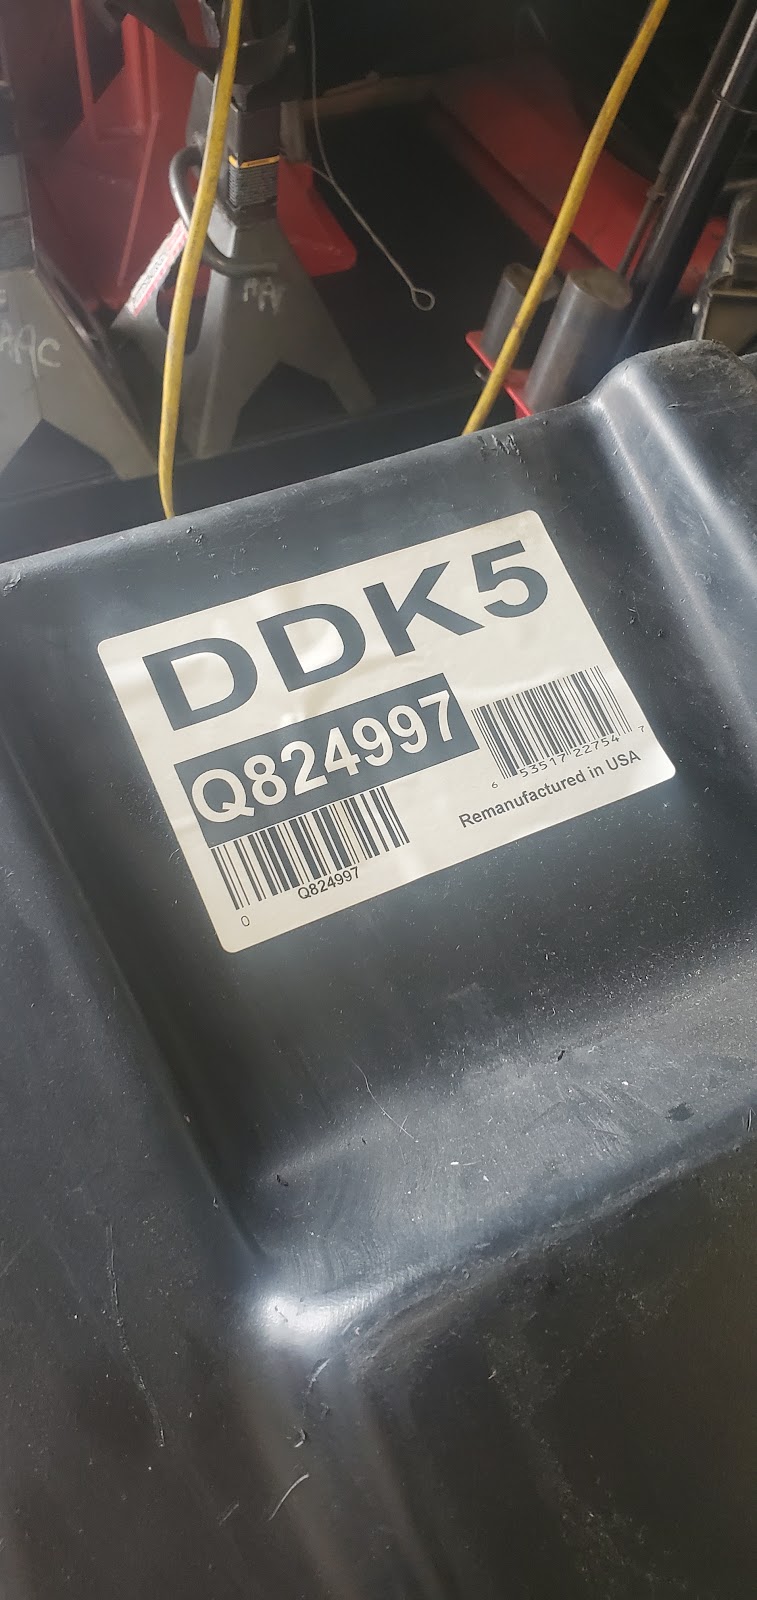 DDK5
Q824997
6 53517 22754 7
Remanufactured in USA
0 Q824997